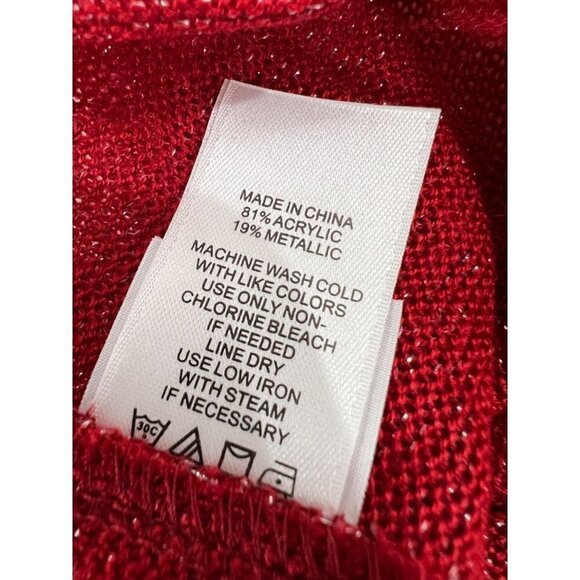 MADE IN CHINA
81% ACRYLIC
19% METALLIC
MACHINE WASH COLD
WITH LIKE COLORS
USE ONLY NON-
CHLORINE BLEACH
IF NEEDED
LINE DRY
USE LOW IRON
WITH STEAM
IF NECESSARY
30C